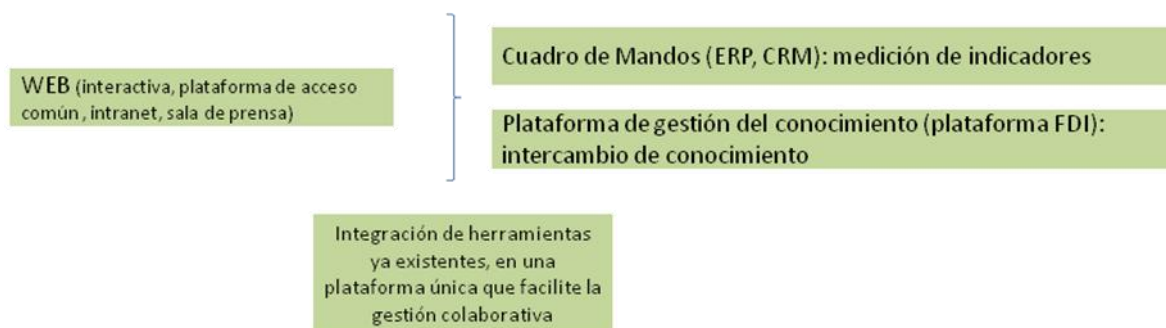 WEB (interactiva, plataforma de acceso
común , intranet, sala de prensa)
Cuadro de Mandos (ERP, CRM): medición de indicadores
Plataforma de gestión del conocimiento (plataforma FDI):
intercambio de conocimiento
Integración de herramientas
ya existentes, en una
plataforma única que facilite la
gestión colaborativa